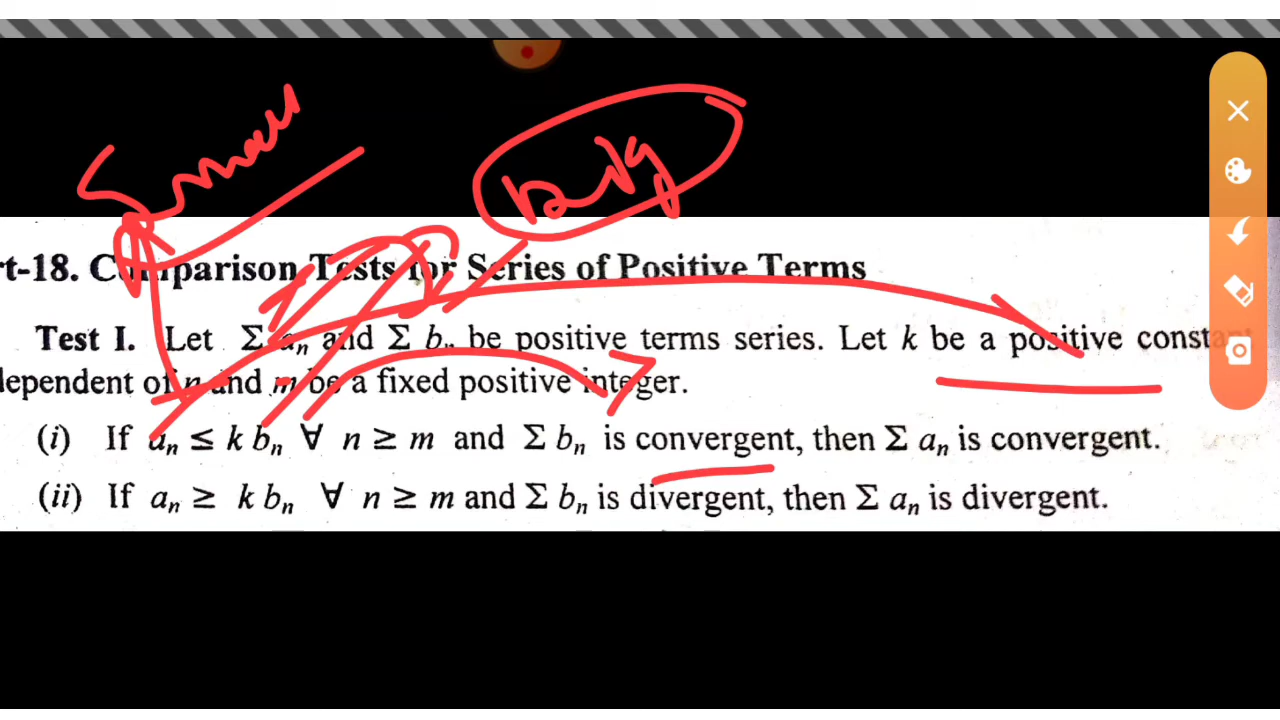 Small
big
t-18. Comparison Tests for Series of Positive Terms
Test I. Let Σ aₙ and Σ bₙ be positive terms series. Let k be a positive
dependent of n and m be a fixed positive integer.
(i) If aₙ ≤ k bₙ ∀ n ≥ m and Σ bₙ is convergent, then Σ aₙ is convergent.
(ii) If aₙ ≥ k bₙ ∀ n ≥ m and Σ bₙ is divergent, then Σ aₙ is divergent.